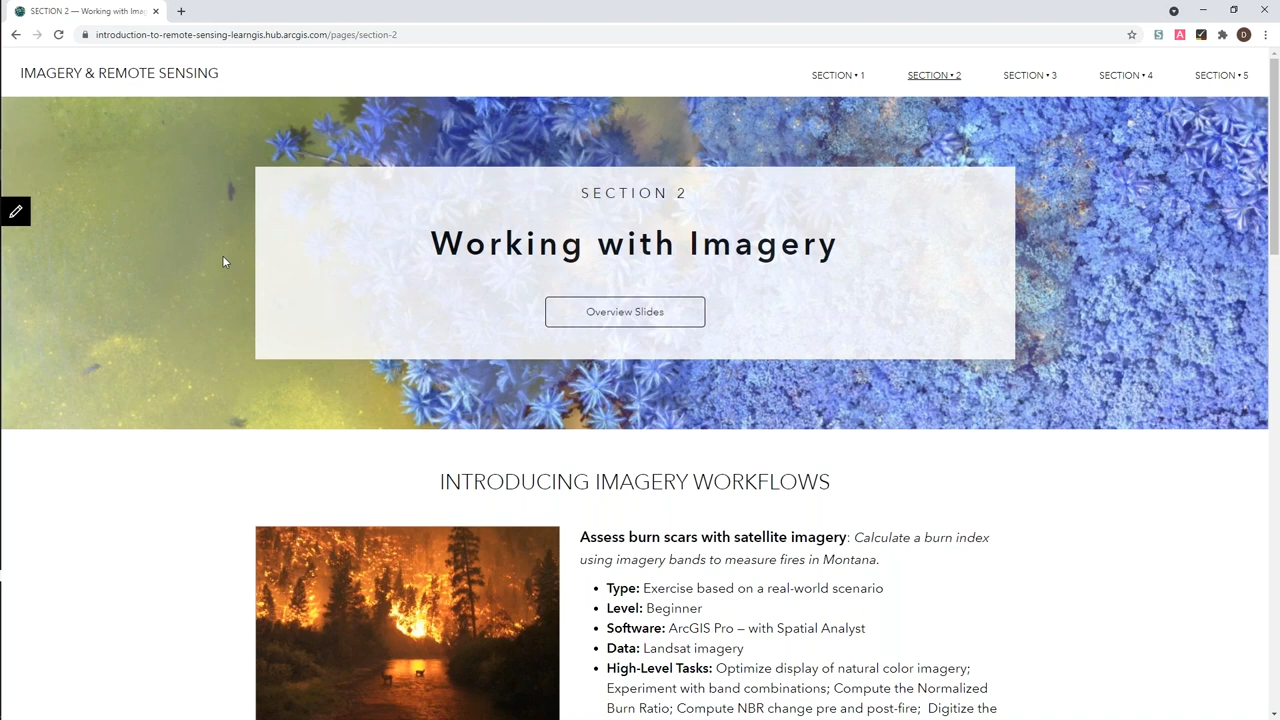 SECTION 2 — Working with Imag
introduction-to-remote-sensing-learngis.hub.arcgis.com/pages/section-2
D
IMAGERY & REMOTE SENSING
SECTION • 1
SECTION • 2
SECTION • 3
SECTION • 4
SECTION • 5
SECTION 2
Working with Imagery
Overview Slides
INTRODUCING IMAGERY WORKFLOWS
Assess burn scars with satellite imagery: Calculate a burn index
using imagery bands to measure fires in Montana.
• Type: Exercise based on a real-world scenario
• Level: Beginner
• Software: ArcGIS Pro – with Spatial Analyst
• Data: Landsat imagery
• High-Level Tasks: Optimize display of natural color imagery;
Experiment with band combinations; Compute the Normalized
Burn Ratio; Compute NBR change pre and post-fire; Digitize the